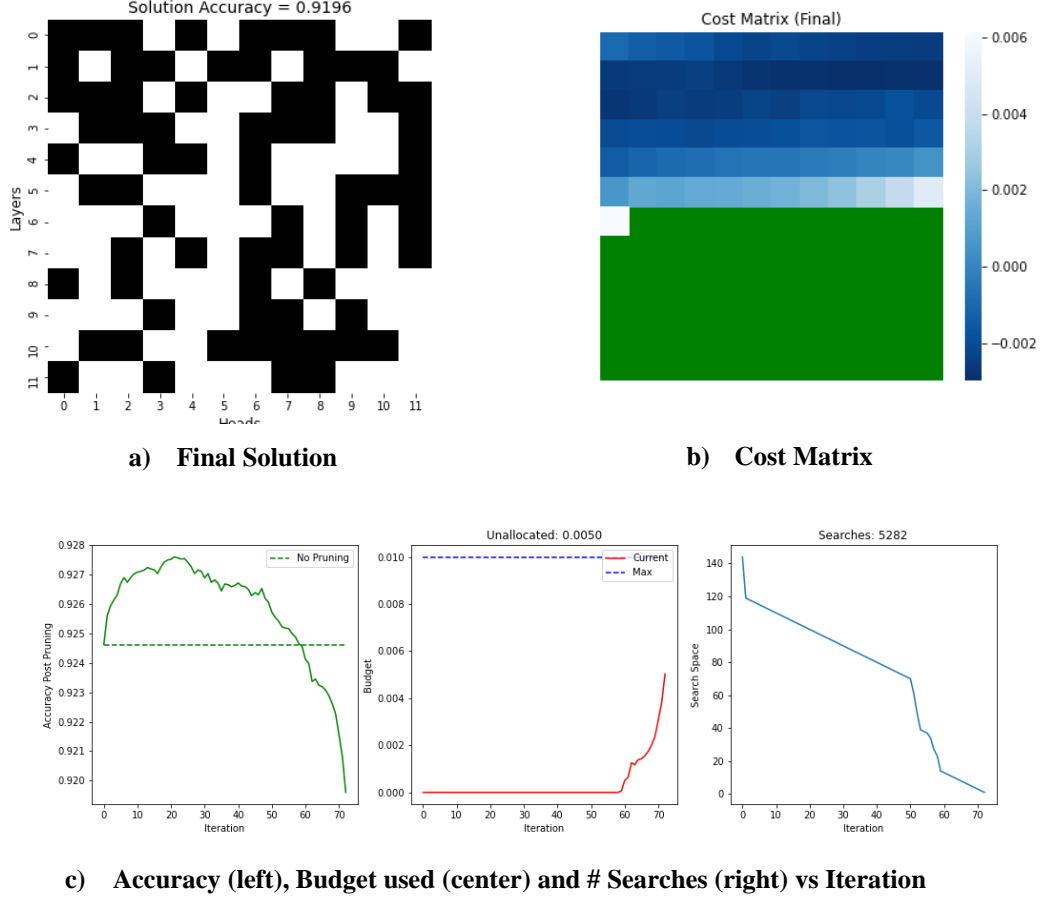 Solution Accuracy = 0.9196
Layers
0
1
2
3
4
5
6
7
8
9
10
11
0 1 2 3 4 5 6 7 8 9 10 11
Heads
a) Final Solution
Cost Matrix (Final)
0.006
0.004
0.002
0.000
−0.002
b) Cost Matrix
Accuracy Post Pruning
0.928
0.927
0.926
0.925
0.924
0.923
0.922
0.921
0.920
No Pruning
0 10 20 30 40 50 60 70
Iteration
Unallocated: 0.0050
Budget
0.010
0.008
0.006
0.004
0.002
0.000
Current
Max
0 10 20 30 40 50 60 70
Iteration
Searches: 5282
Search Space
140
120
100
80
60
40
20
0
0 10 20 30 40 50 60 70
Iteration
c) Accuracy (left), Budget used (center) and # Searches (right) vs Iteration